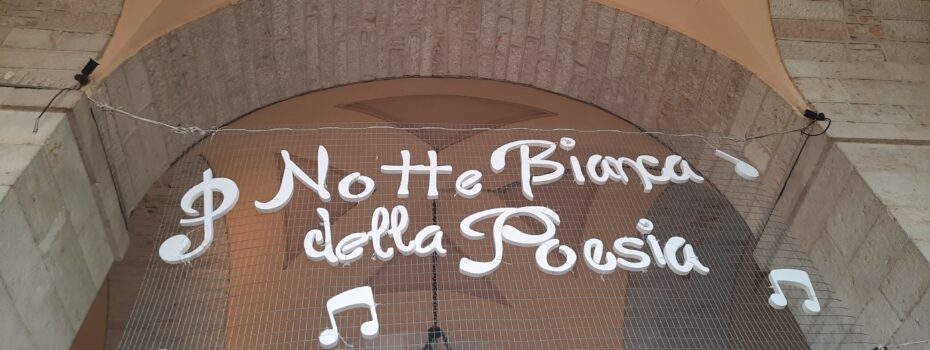 Notte Bianca
della Poesia